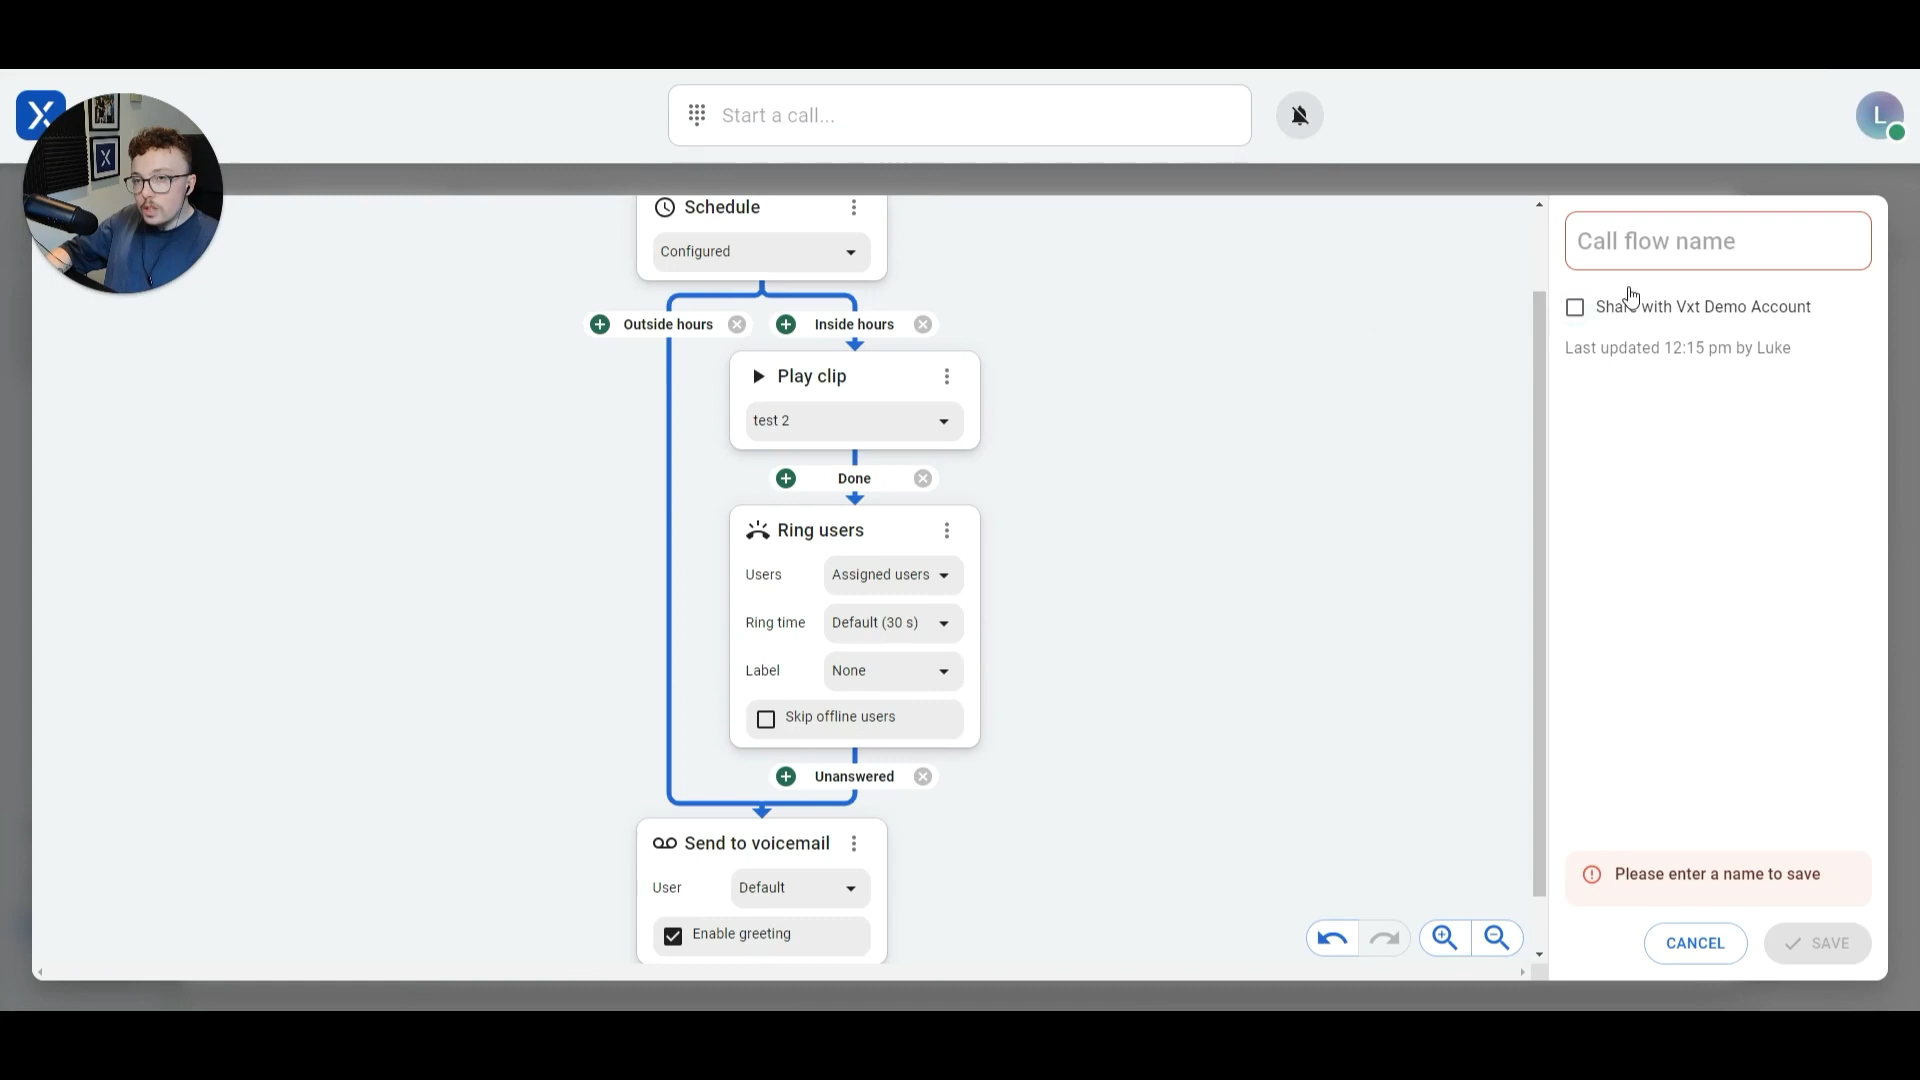 X
Start a call...
L
X
Schedule
Configured
Outside hours
Inside hours
Play clip
test 2
Done
Ring users
Users
Assigned users
Ring time
Default (30 s)
Label
None
Skip offline users
Unanswered
Send to voicemail
User
Default
Enable greeting
Call flow name
Share with Vxt Demo Account
Last updated 12:15 pm by Luke
Please enter a name to save
CANCEL
SAVE